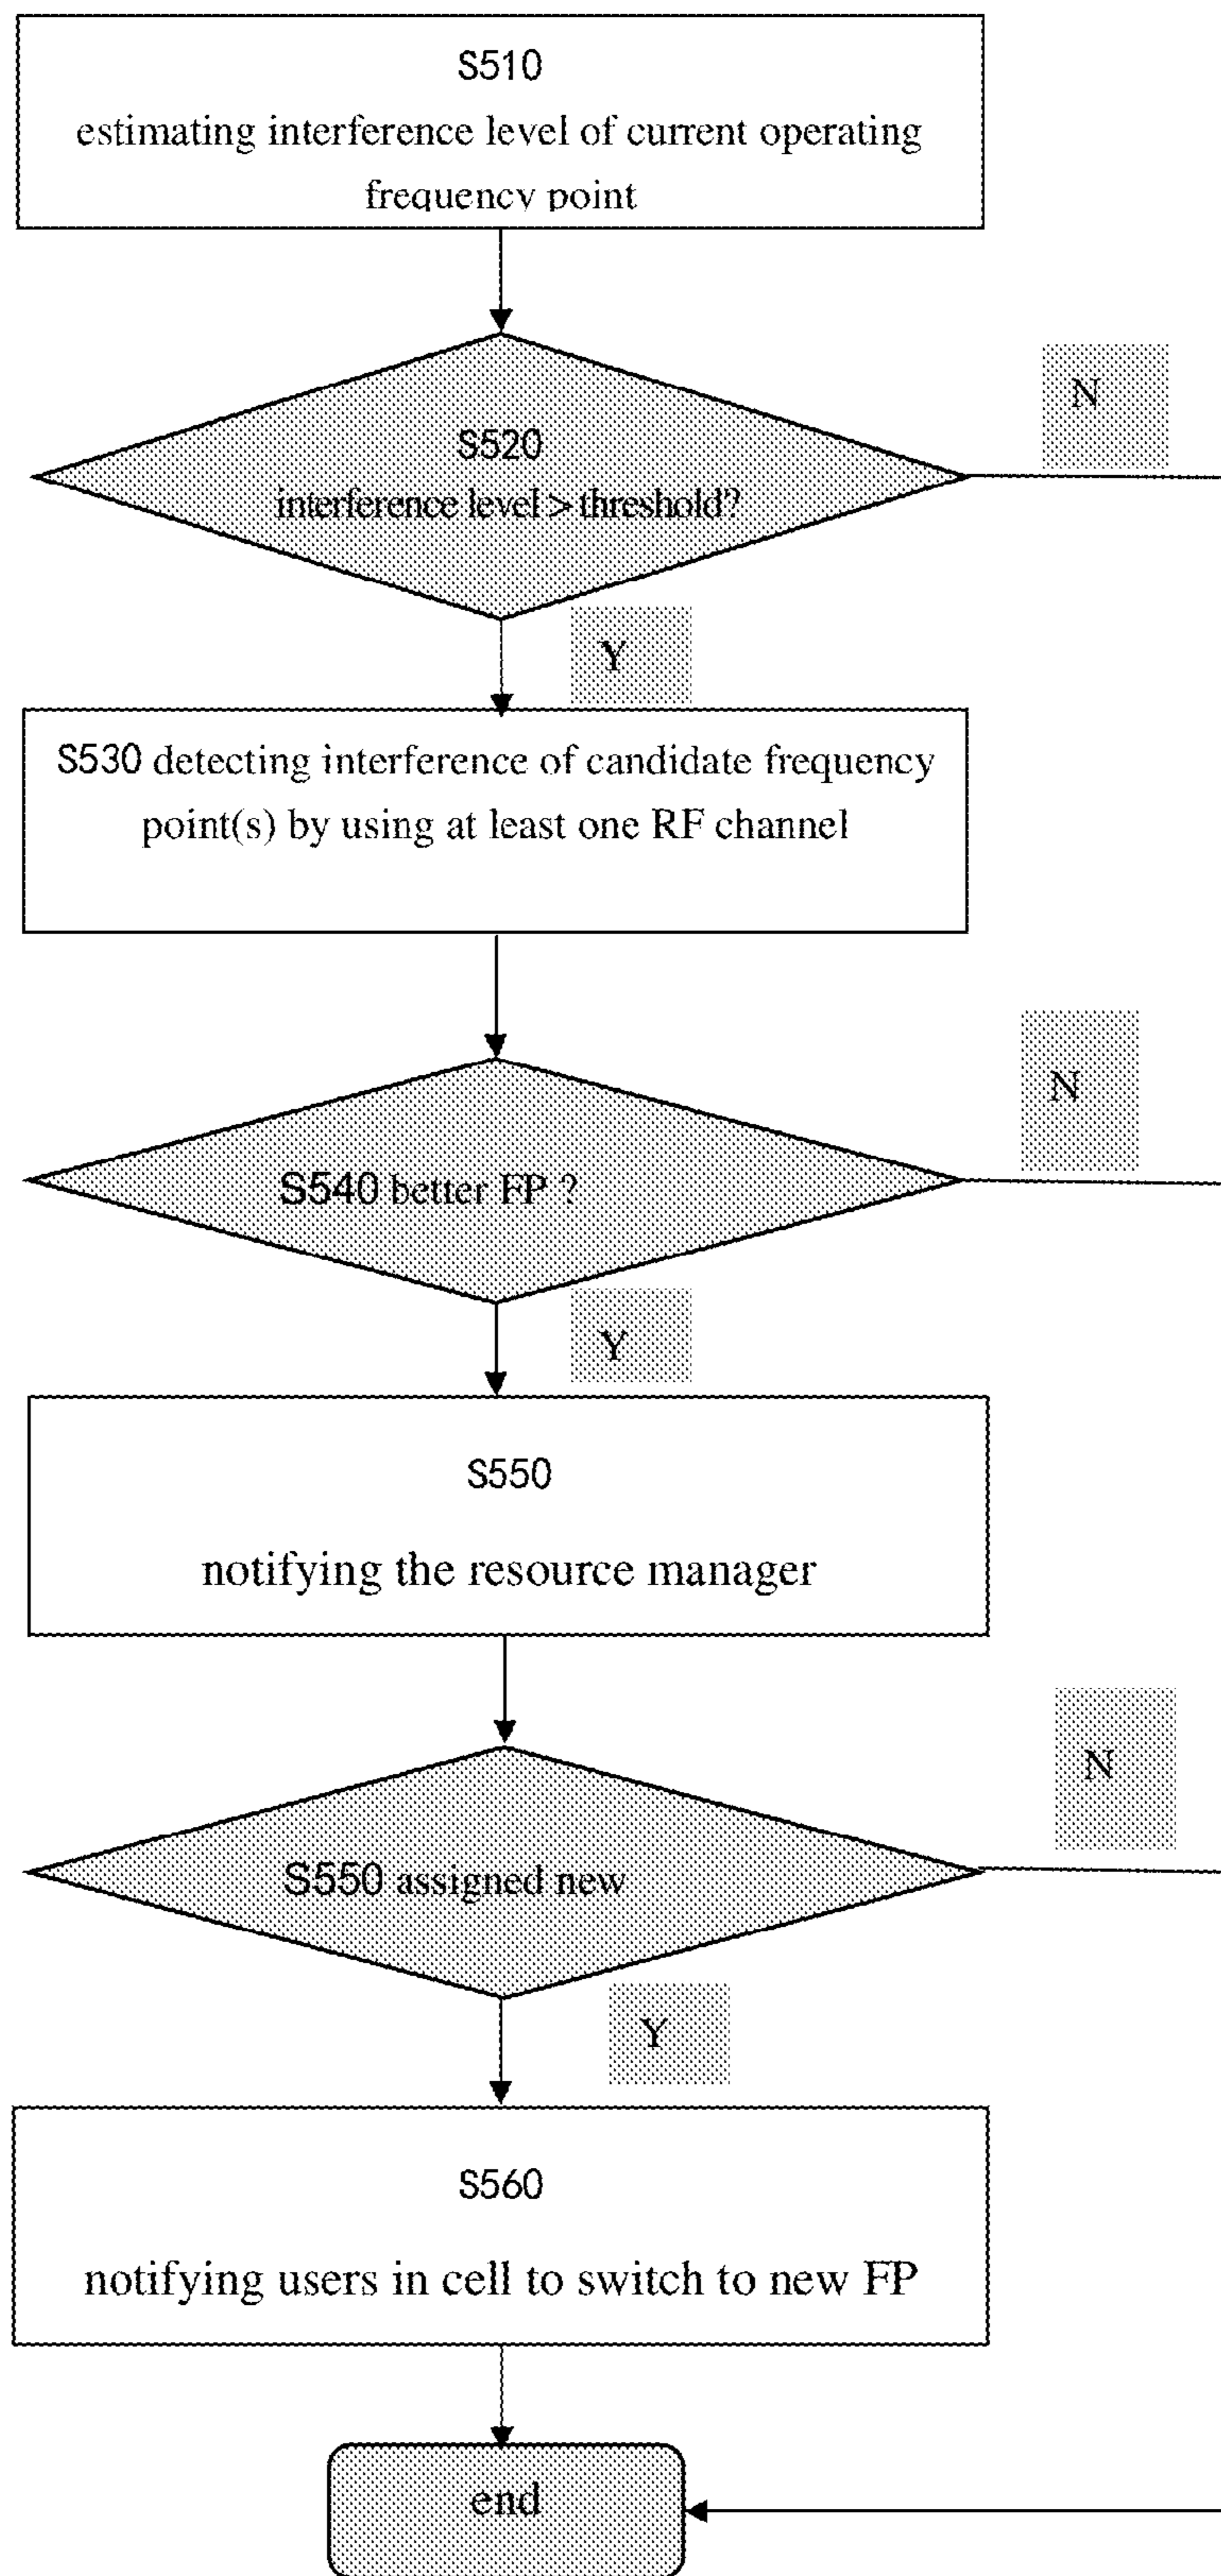 S510
estimating interference level of current operating
frequency point
N
S520
interference level > threshold?
Y
S530 detecting interference of candidate frequency
point(s) by using at least one RF channel
N
S540 better FP ?
Y
S550
notifying the resource manager
N
S550 assigned new
Y
S560
notifying users in cell to switch to new FP
end